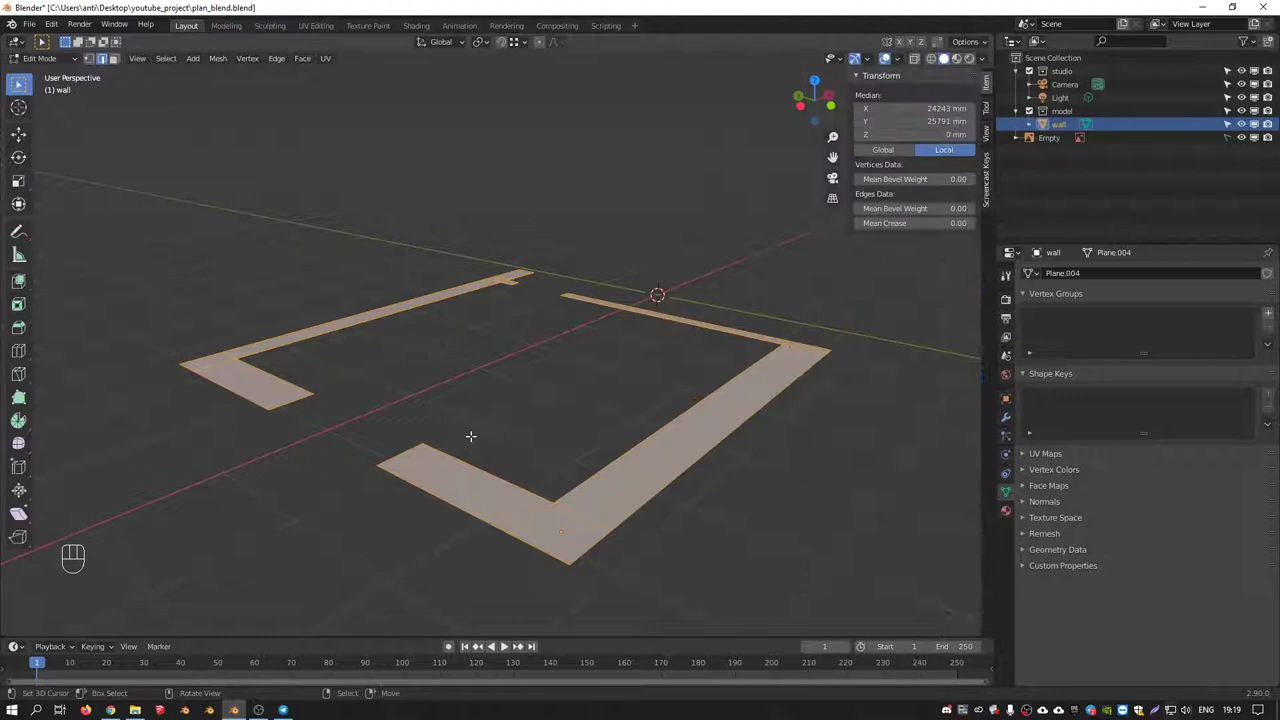 Blender* [C:\Users\anti\Desktop\youtube_project\plan_blend.blend]
File Edit Render Window Help Layout Modeling Sculpting UV Editing Texture Paint Shading Animation Rendering Compositing Scripting Scene View Layer
Global X Y Z Options
Edit Mode View Select Add Mesh Vertex Edge Face UV
User Perspective
(1) wall
Transform
Median:
X 24243 mm
Y 25791 mm
Z 0 mm
Global Local
Vertices Data:
Mean Bevel Weight 0.00
Edges Data:
Mean Bevel Weight 0.00
Mean Crease 0.00
Item
Tool
View
Screencast Keys
Z
Y
Scene Collection
studio
Camera
Light
model
wall
Empty
wall Plane.004
Plane.004
Vertex Groups
Shape Keys
UV Maps
Vertex Colors
Face Maps
Normals
Texture Space
Remesh
Geometry Data
Custom Properties
Playback Keying View Marker 1 Start 1 End 250
1 10 20 30 40 50 60 70 80 90 100 110 120 130 140 150 160 170 180 190 200 210 220 230 240 250
Set 3D Cursor Box Select Rotate View Select Move 2.90.0
ENG 19:19